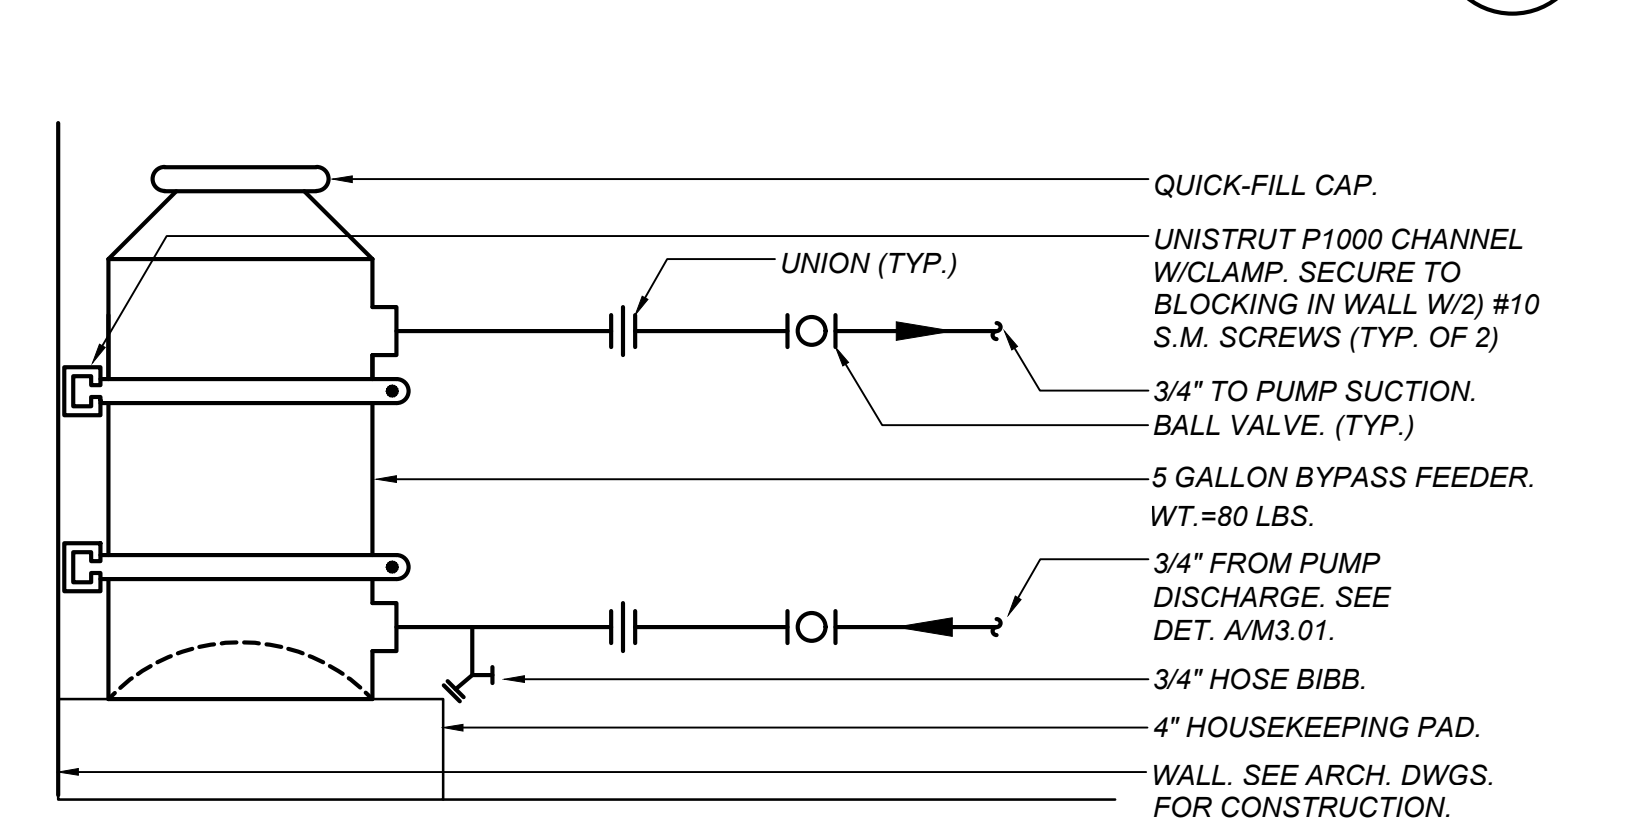 QUICK-FILL CAP.
UNISTRUT P1000 CHANNEL
W/CLAMP. SECURE TO
BLOCKING IN WALL W/2) #10
S.M. SCREWS (TYP. OF 2)
UNION (TYP.)
3/4" TO PUMP SUCTION.
BALL VALVE. (TYP.)
5 GALLON BYPASS FEEDER.
WT.=80 LBS.
3/4" FROM PUMP
DISCHARGE. SEE
DET. A/M3.01.
3/4" HOSE BIBB.
4" HOUSEKEEPING PAD.
WALL. SEE ARCH. DWGS.
FOR CONSTRUCTION.